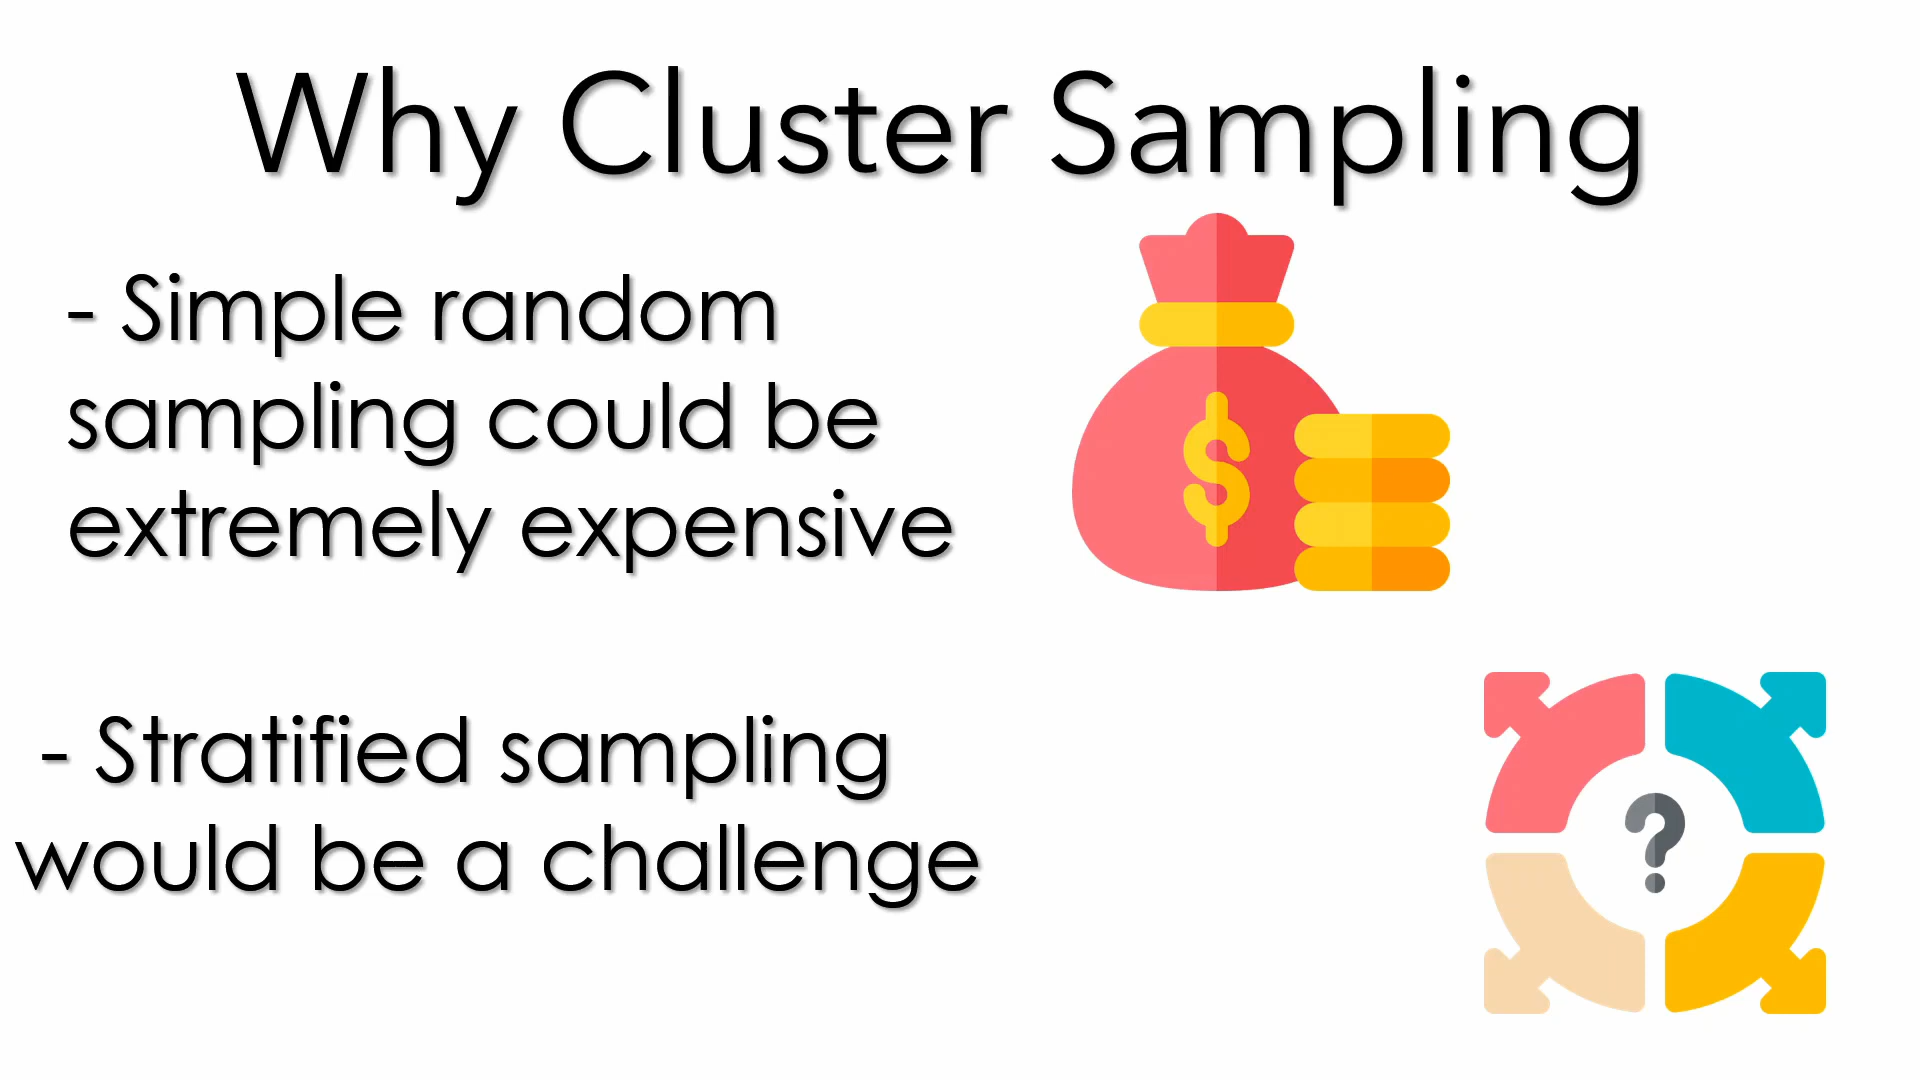 Why Cluster Sampling
- Simple random
sampling could be
extremely expensive
$
- Stratified sampling
would be a challenge
?